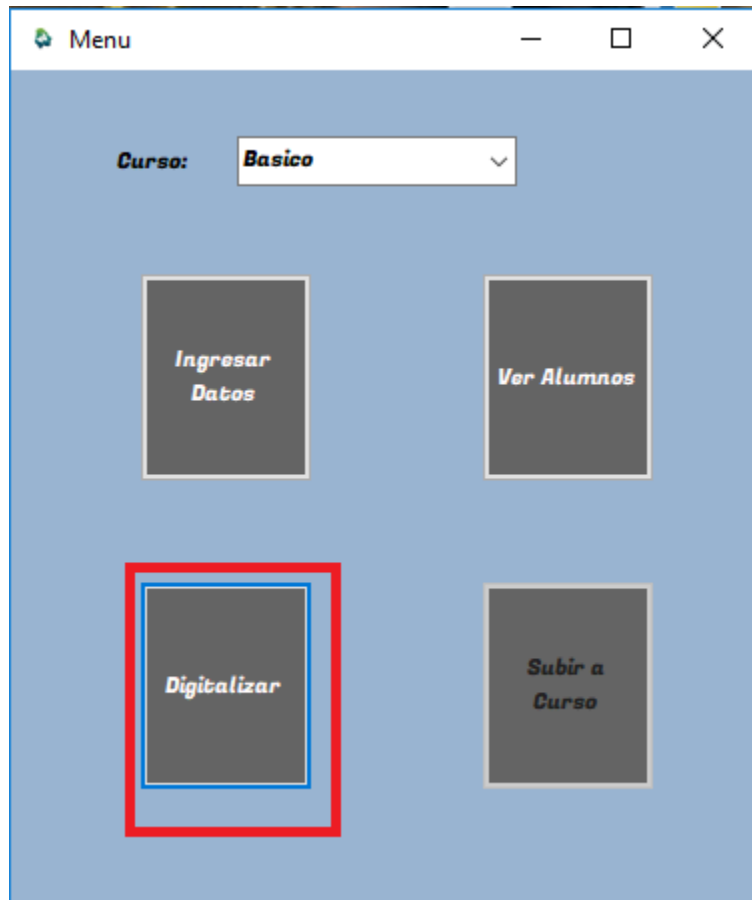 Menu
Curso: Basico
Ingresar
Datos
Ver Alumnos
Digitalizar
Subir a
Curso